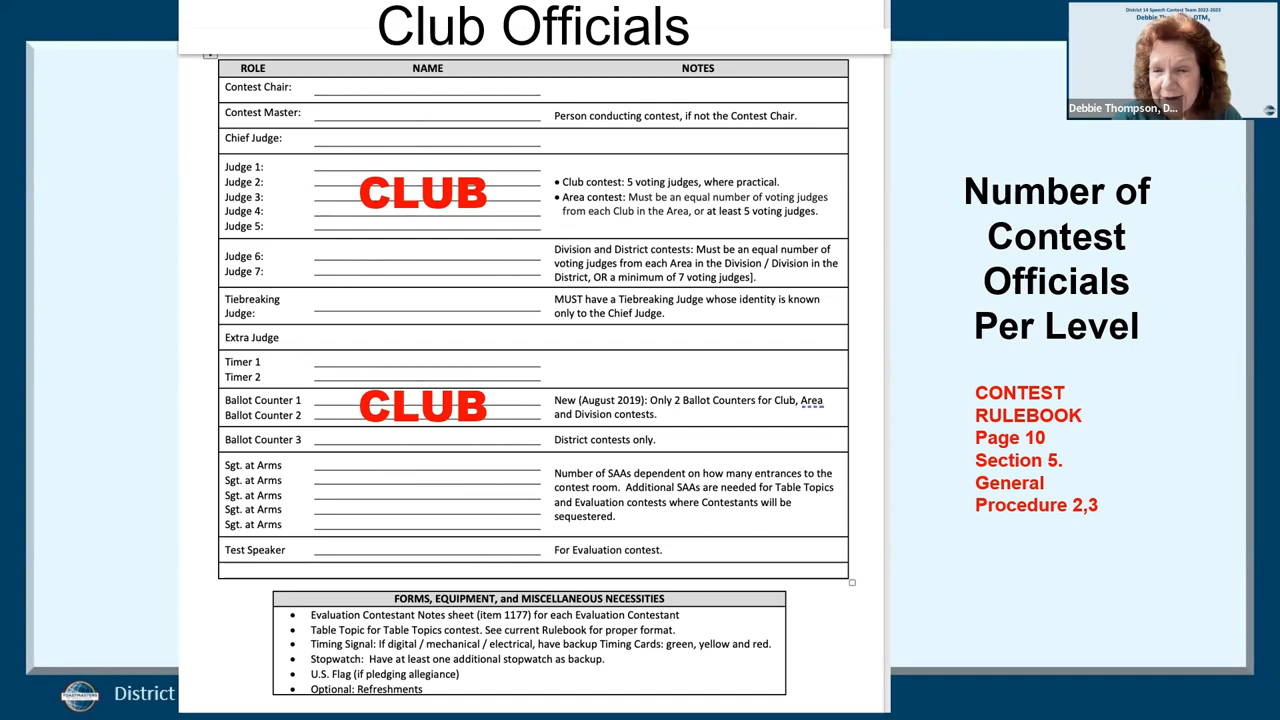 Club Officials
District 14 Speech Contest Team 2022-2023
Debbie Thompson, D...
ROLE NAME NOTES
Contest Chair:
Contest Master: Person conducting contest, if not the Contest Chair.
Chief Judge:
Judge 1:
Judge 2:
Judge 3:
Judge 4:
Judge 5:
CLUB
• Club contest: 5 voting judges, where practical.
• Area contest: Must be an equal number of voting judges
from each Club in the Area, or at least 5 voting judges.
Judge 6:
Judge 7:
Division and District contests: Must be an equal number of
voting judges from each Area in the Division / Division in the
District, OR a minimum of 7 voting judges].
Tiebreaking
Judge:
MUST have a Tiebreaking Judge whose identity is known
only to the Chief Judge.
Extra Judge
Timer 1
Timer 2
Ballot Counter 1
Ballot Counter 2
CLUB
New (August 2019): Only 2 Ballot Counters for Club, Area
and Division contests.
Ballot Counter 3 District contests only.
Sgt. at Arms
Sgt. at Arms
Sgt. at Arms
Sgt. at Arms
Sgt. at Arms
Number of SAAs dependent on how many entrances to the
contest room. Additional SAAs are needed for Table Topics
and Evaluation contests where Contestants will be
sequestered.
Test Speaker For Evaluation contest.
FORMS, EQUIPMENT, and MISCELLANEOUS NECESSITIES
• Evaluation Contestant Notes sheet (item 1177) for each Evaluation Contestant
• Table Topic for Table Topics contest. See current Rulebook for proper format.
• Timing Signal: If digital / mechanical / electrical, have backup Timing Cards: green, yellow and red.
• Stopwatch: Have at least one additional stopwatch as backup.
• U.S. Flag (if pledging allegiance)
• Optional: Refreshments
Number of
Contest
Officials
Per Level
CONTEST
RULEBOOK
Page 10
Section 5.
General
Procedure 2,3
TOASTMASTERS
District